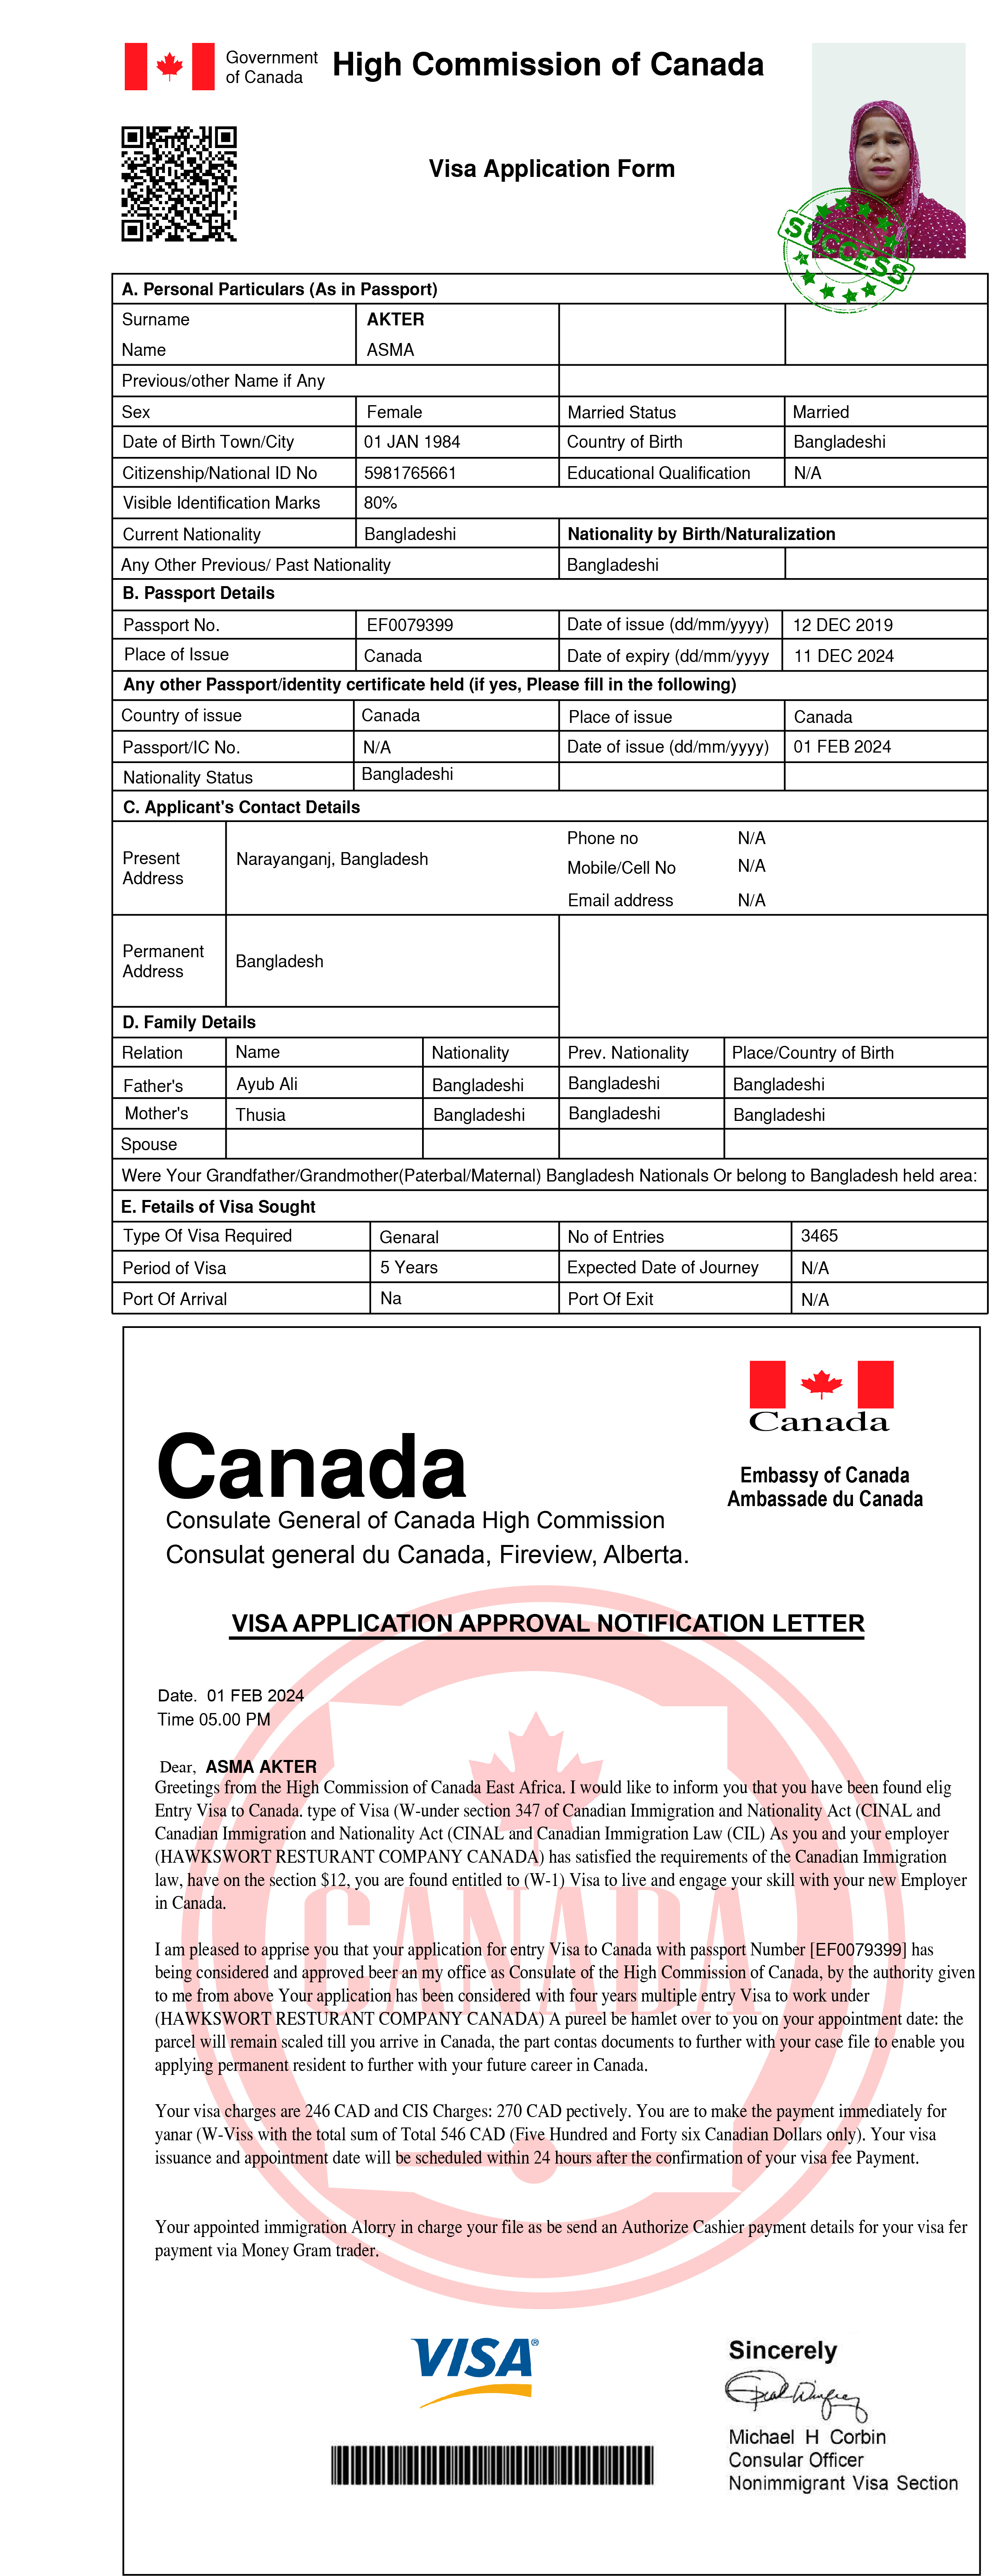 Government
of Canada
High Commission of Canada
Visa Application Form
SUCCESS
A. Personal Particulars (As in Passport)
Surname AKTER
Name ASMA
Previous/other Name if Any
Sex Female Married Status Married
Date of Birth Town/City 01 JAN 1984 Country of Birth Bangladeshi
Citizenship/National ID No 5981765661 Educational Qualification N/A
Visible Identification Marks 80%
Current Nationality Bangladeshi Nationality by Birth/Naturalization
Any Other Previous/ Past Nationality Bangladeshi
B. Passport Details
Passport No. EF0079399 Date of issue (dd/mm/yyyy) 12 DEC 2019
Place of Issue Canada Date of expiry (dd/mm/yyyy 11 DEC 2024
Any other Passport/identity certificate held (if yes, Please fill in the following)
Country of issue Canada Place of issue Canada
Passport/IC No. N/A Date of issue (dd/mm/yyyy) 01 FEB 2024
Nationality Status Bangladeshi
C. Applicant's Contact Details
Present
Address
Narayanganj, Bangladesh
Phone no N/A
Mobile/Cell No N/A
Email address N/A
Permanent
Address
Bangladesh
D. Family Details
Relation Name Nationality Prev. Nationality Place/Country of Birth
Father's Ayub Ali Bangladeshi Bangladeshi Bangladeshi
Mother's Thusia Bangladeshi Bangladeshi Bangladeshi
Spouse
Were Your Grandfather/Grandmother(Paterbal/Maternal) Bangladesh Nationals Or belong to Bangladesh held area:
E. Fetails of Visa Sought
Type Of Visa Required Genaral No of Entries 3465
Period of Visa 5 Years Expected Date of Journey N/A
Port Of Arrival Na Port Of Exit N/A
Canada
Embassy of Canada
Ambassade du Canada
Canada
Consulate General of Canada High Commission
Consulat general du Canada, Fireview, Alberta.
VISA APPLICATION APPROVAL NOTIFICATION LETTER
Date. 01 FEB 2024
Time 05.00 PM
Dear, ASMA AKTER
Greetings from the High Commission of Canada East Africa. I would like to inform you that you have been found elig
Entry Visa to Canada. type of Visa (W-under section 347 of Canadian Immigration and Nationality Act (CINAL and
Canadian Immigration and Nationality Act (CINAL and Canadian Immigration Law (CIL) As you and your employer
(HAWKSWORT RESTURANT COMPANY CANADA) has satisfied the requirements of the Canadian Immigration
law, have on the section $12, you are found entitled to (W-1) Visa to live and engage your skill with your new Employer
in Canada.
CANADA
I am pleased to apprise you that your application for entry Visa to Canada with passport Number [EF0079399] has
being considered and approved beer an my office as Consulate of the High Commission of Canada, by the authority given
to me from above Your application has been considered with four years multiple entry Visa to work under
(HAWKSWORT RESTURANT COMPANY CANADA) A pureel be hamlet over to you on your appointment date: the
parcel will remain scaled till you arrive in Canada, the part contas documents to further with your case file to enable you
applying permanent resident to further with your future career in Canada.
Your visa charges are 246 CAD and CIS Charges: 270 CAD pectively. You are to make the payment immediately for
yanar (W-Viss with the total sum of Total 546 CAD (Five Hundred and Forty six Canadian Dollars only). Your visa
issuance and appointment date will be scheduled within 24 hours after the confirmation of your visa fee Payment.
Your appointed immigration Alorry in charge your file as be send an Authorize Cashier payment details for your visa fer
payment via Money Gram trader.
VISA®
Sincerely
Michael H Corbin
Consular Officer
Nonimmigrant Visa Section